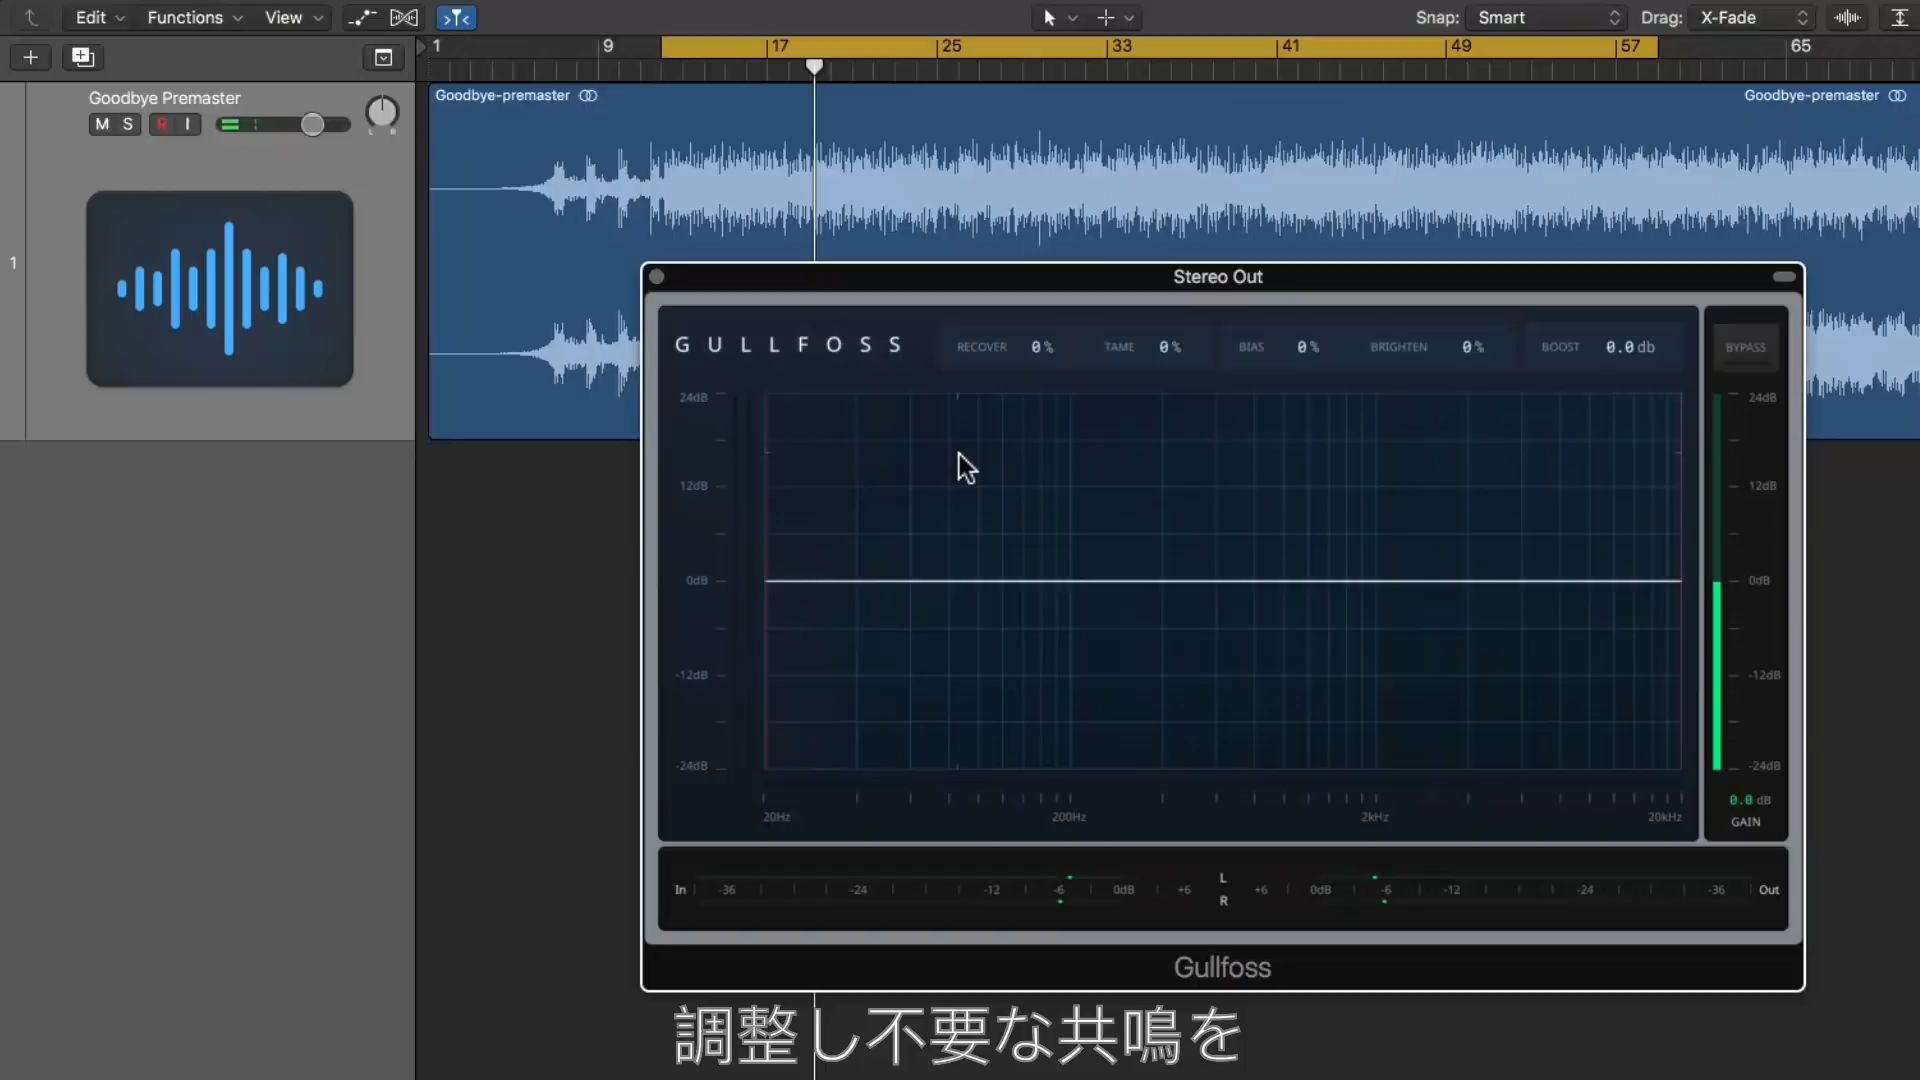 Edit Functions View Snap: Smart Drag: X-Fade
1 9 17 25 33 41 49 57 65
Goodbye Premaster
M S R I
L R
1
Goodbye-premaster Goodbye-premaster
Stereo Out
GULLFOSS RECOVER 0% TAME 0% BIAS 0% BRIGHTEN 0% BOOST 0.0db BYPASS
24dB 24dB
12dB 12dB
0dB 0dB
-12dB -12dB
-24dB -24dB
0.0 dB
20Hz 200Hz 2kHz 20kHz GAIN
L
In -36 -24 -12 -6 0dB +6 +6 0dB -6 -12 -24 -36 Out
R
Gullfoss
調整し不要な共鳴を